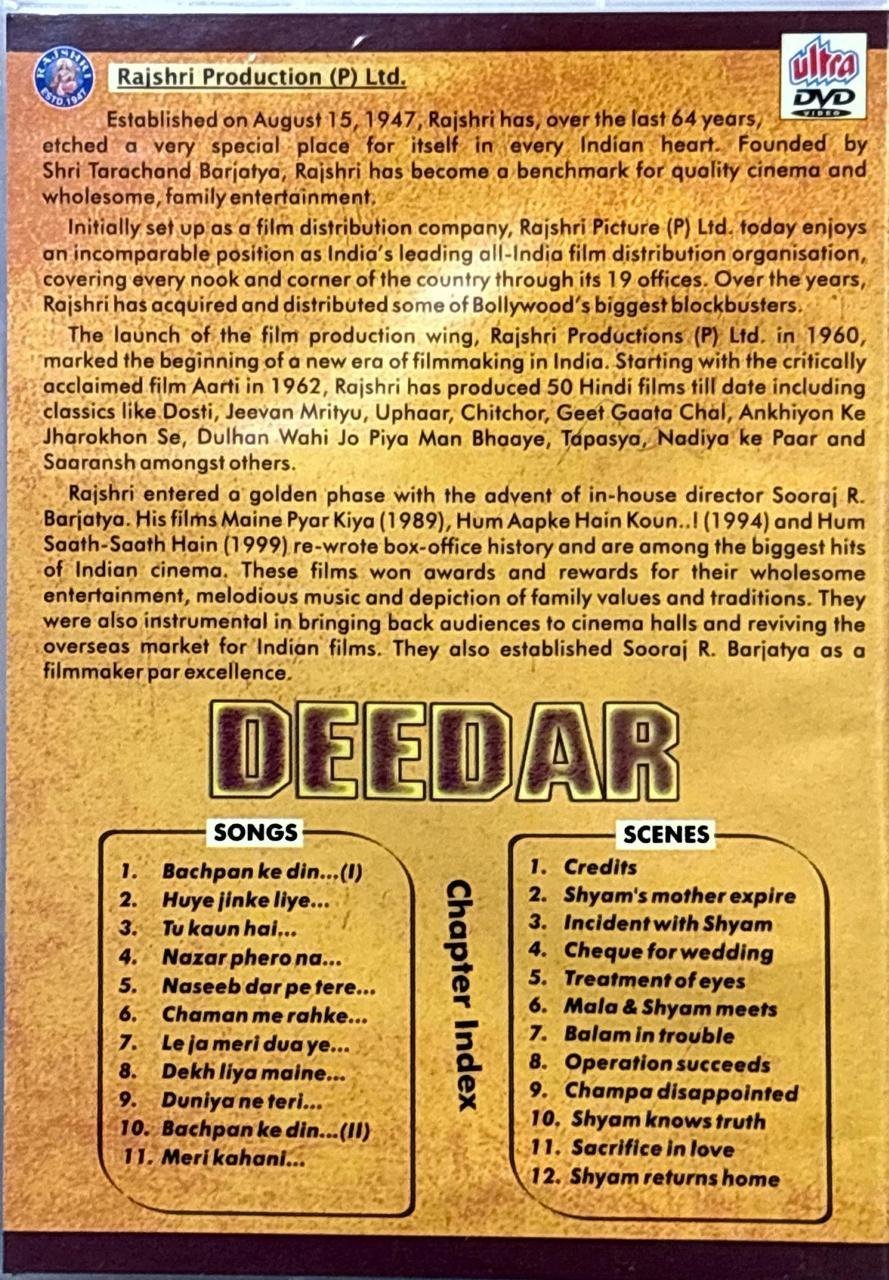 RAJSHRI
ESTD.1947
Rajshri Production (P) Ltd.
ultra
DVD
VIDEO
Established on August 15, 1947, Rajshri has, over the last 64 years,
etched a very special place for itself in every Indian heart. Founded by
Shri Tarachand Barjatya, Rajshri has become a benchmark for quality cinema and
wholesome, family entertainment.
Initially set up as a film distribution company, Rajshri Picture (P) Ltd. today enjoys
an incomparable position as India's leading all-India film distribution organisation,
covering every nook and corner of the country through its 19 offices. Over the years,
Rajshri has acquired and distributed some of Bollywood's biggest blockbusters.
The launch of the film production wing, Rajshri Productions (P) Ltd. in 1960,
marked the beginning of a new era of filmmaking in India. Starting with the critically
acclaimed film Aarti in 1962, Rajshri has produced 50 Hindi films till date including
classics like Dosti, Jeevan Mrityu, Uphaar, Chitchor, Geet Gaata Chal, Ankhiyon Ke
Jharokhon Se, Dulhan Wahi Jo Piya Man Bhaaye, Tapasya, Nadiya ke Paar and
Saaransh amongst others.
Rajshri entered a golden phase with the advent of in-house director Sooraj R.
Barjatya. His films Maine Pyar Kiya (1989), Hum Aapke Hain Koun..! (1994) and Hum
Saath-Saath Hain (1999) re-wrote box-office history and are among the biggest hits
of Indian cinema. These films won awards and rewards for their wholesome
entertainment, melodious music and depiction of family values and traditions. They
were also instrumental in bringing back audiences to cinema halls and reviving the
overseas market for Indian films. They also established Sooraj R. Barjatya as a
filmmaker par excellence.
DEEDAR
SONGS
1. Bachpan ke din...(I)
2. Huye jinke liye...
3. Tu kaun hai...
4. Nazar phero na...
5. Naseeb dar pe tere...
6. Chaman me rahke...
7. Le ja meri dua ye...
8. Dekh liya maine...
9. Duniya ne teri...
10. Bachpan ke din...(II)
11. Meri kahani...
Chapter Index
SCENES
1. Credits
2. Shyam's mother expire
3. Incident with Shyam
4. Cheque for wedding
5. Treatment of eyes
6. Mala & Shyam meets
7. Balam in trouble
8. Operation succeeds
9. Champa disappointed
10. Shyam knows truth
11. Sacrifice in love
12. Shyam returns home